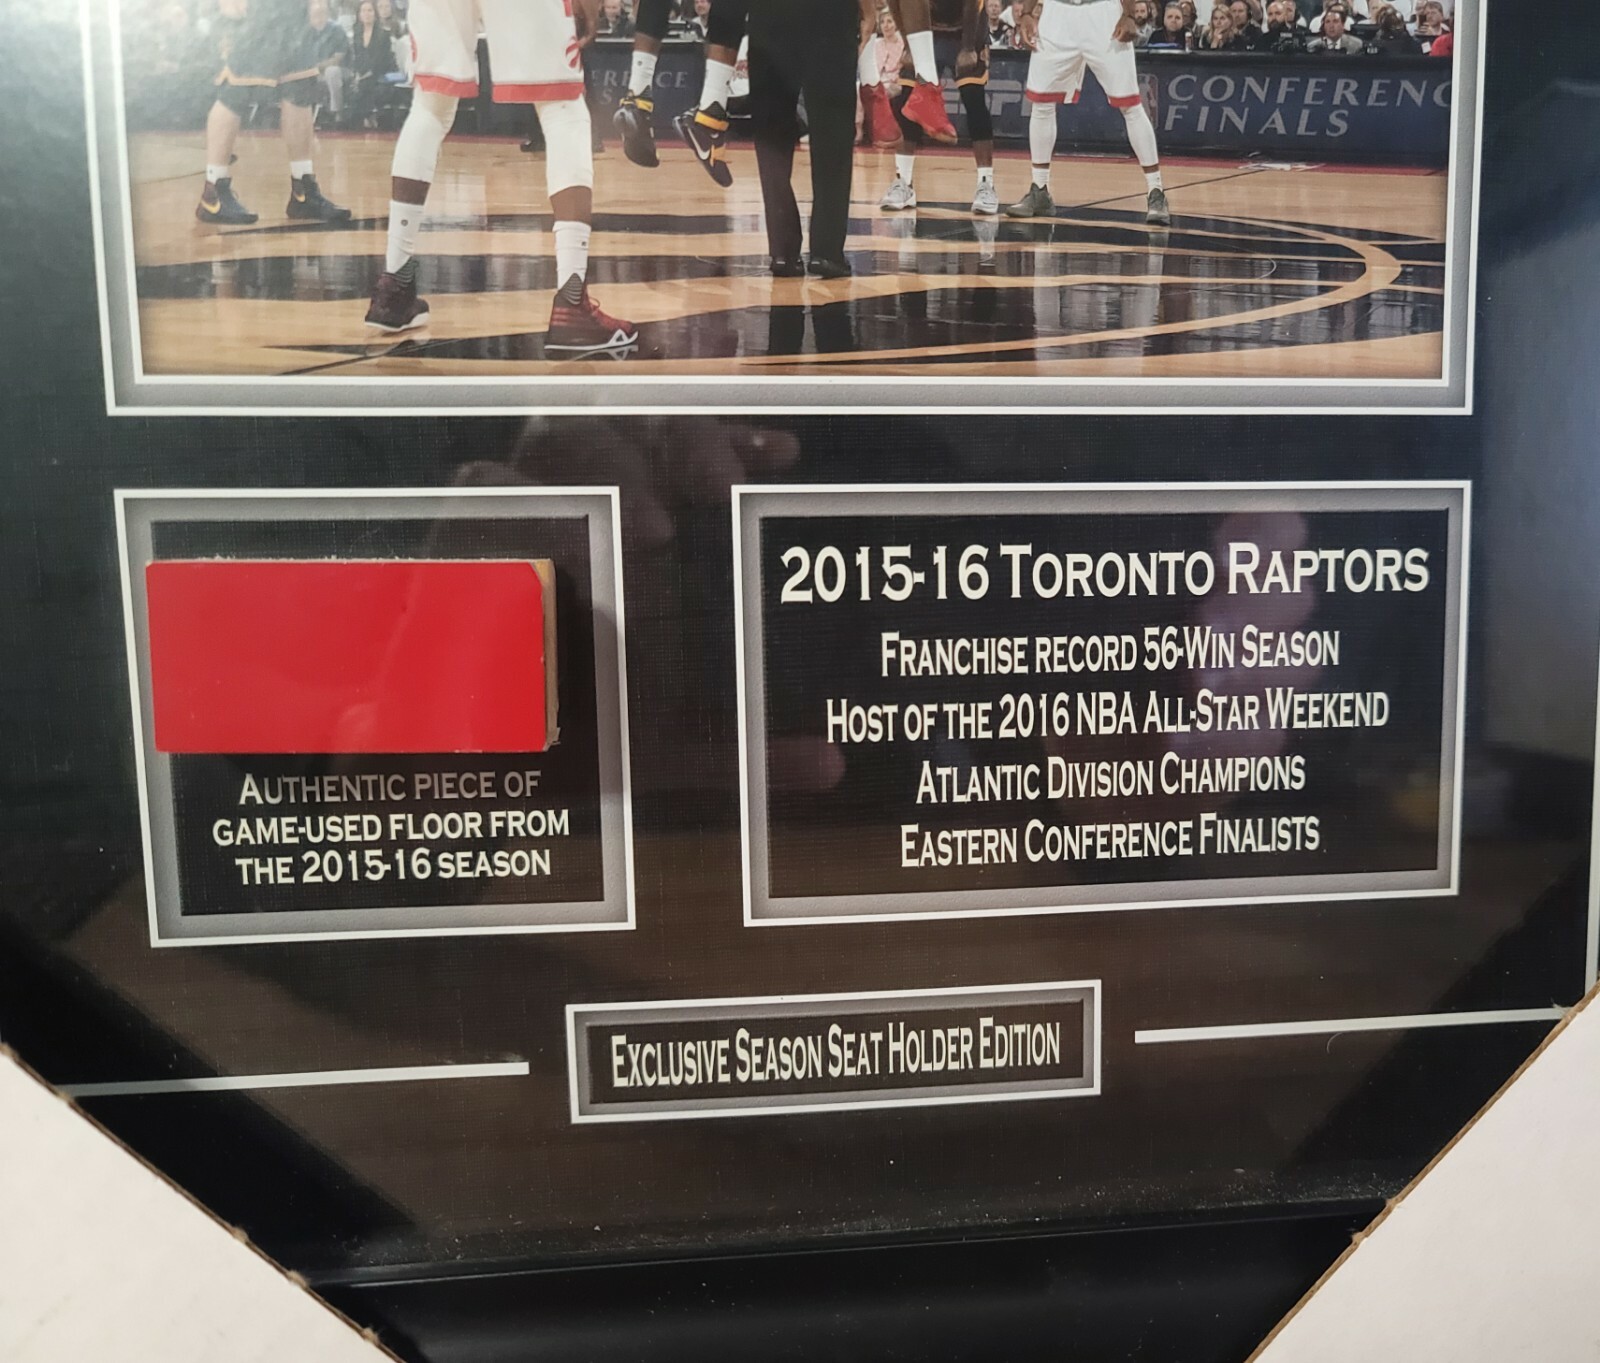 CONFERENC
FINALS
2015-16 TORONTO RAPTORS
FRANCHISE RECORD 56-WIN SEASON
HOST OF THE 2016 NBA ALL-STAR WEEKEND
ATLANTIC DIVISION CHAMPIONS
EASTERN CONFERENCE FINALISTS
AUTHENTIC PIECE OF
GAME-USED FLOOR FROM
THE 2015-16 SEASON
EXCLUSIVE SEASON SEAT HOLDER EDITION